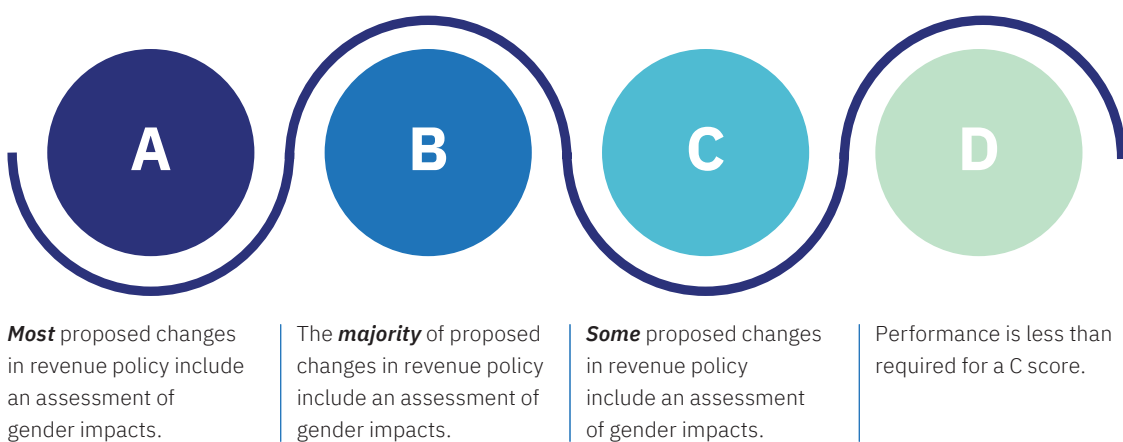 A
B
C
D
Most proposed changes
in revenue policy include
an assessment of
gender impacts.
The majority of proposed
changes in revenue policy
include an assessment of
gender impacts.
Some proposed changes
in revenue policy
include an assessment
of gender impacts.
Performance is less than
required for a C score.